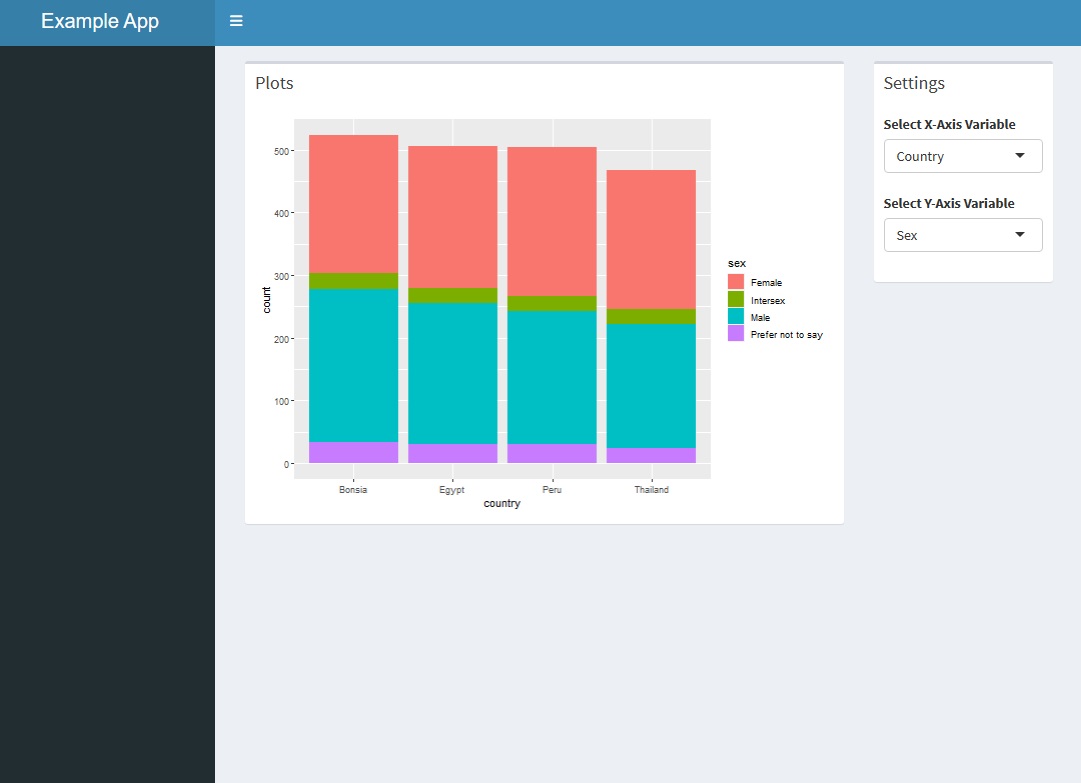 Example App
Plots
500
400
300
200
100
0
count
Bonsia
Egypt
Peru
Thailand
country
sex
Female
Intersex
Male
Prefer not to say
Settings
Select X-Axis Variable
Country
Select Y-Axis Variable
Sex